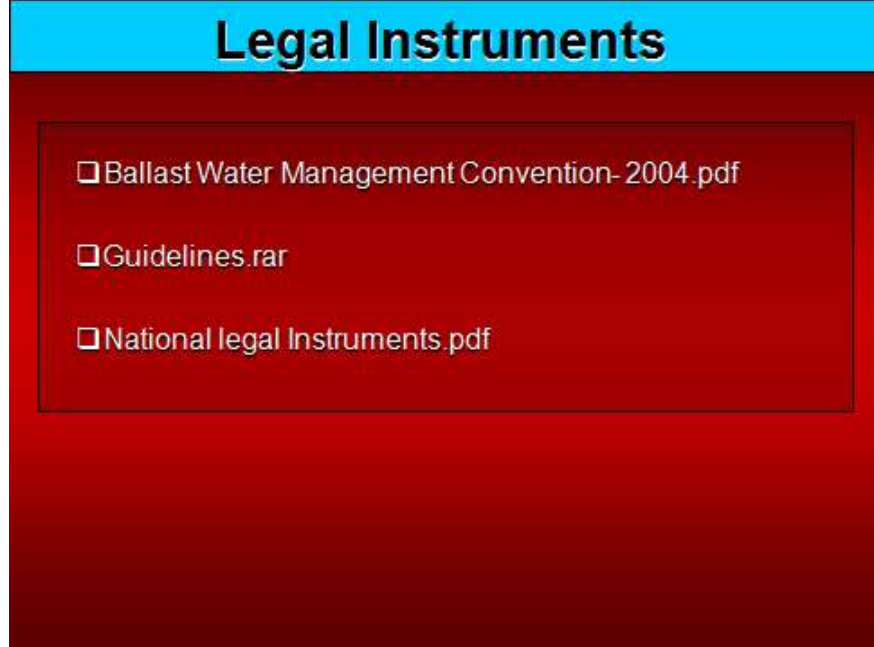 Legal Instruments
❑Ballast Water Management Convention- 2004.pdf
❑Guidelines.rar
❑National legal Instruments.pdf